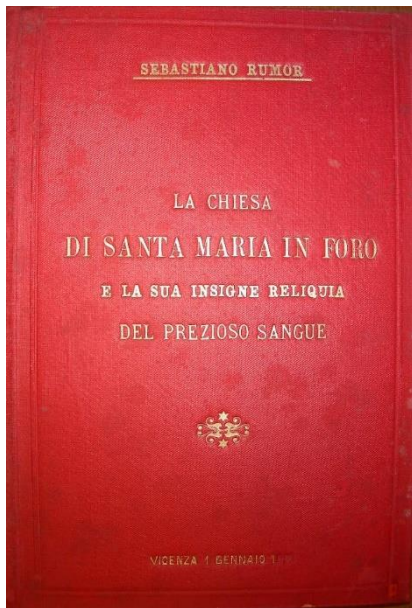 SEBASTIANO RUMOR
LA CHIESA
DI SANTA MARIA IN FORO
E LA SUA INSIGNE RELIQUIA
DEL PREZIOSO SANGUE
VICENZA 1 GENNAIO